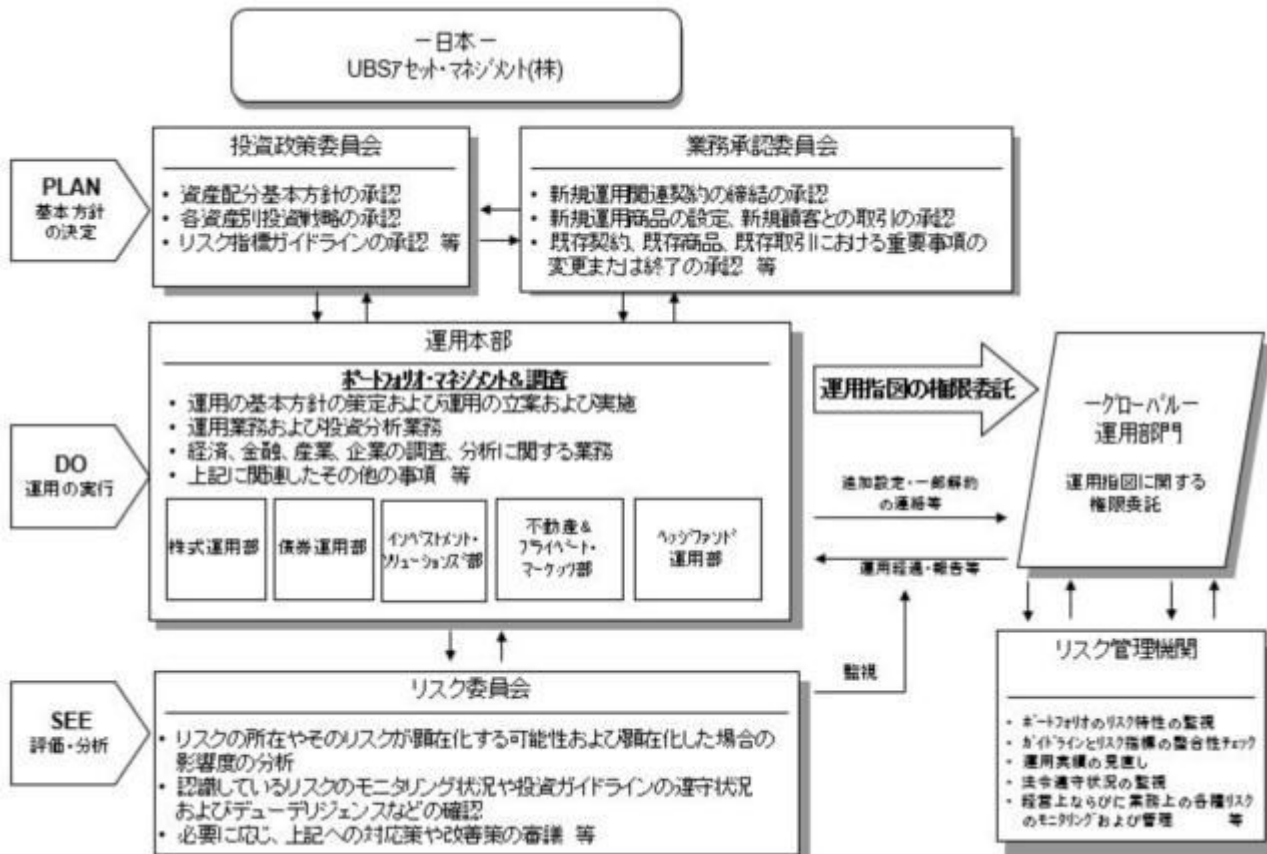 －日本－
UBSアセット・マネジメント(株)
PLAN
基本方針
の決定
投資政策委員会
・ 資産配分基本方針の承認
・ 各資産別投資戦略の承認
・ リスク指標ガイドラインの承認 等
業務承認委員会
・ 新規運用関連契約の締結の承認
・ 新規運用商品の設定、新規顧客との取引の承認
・ 既存契約、既存商品、既存取引における重要事項の
変更または終了の承認 等
DO
運用の実行
運用本部
ポートフォリオ・マネジメント&調査
・ 運用の基本方針の策定および運用の立案および実施
・ 運用業務および投資分析業務
・ 経済、金融、産業、企業の調査、分析に関する業務
・ 上記に関連したその他の事項 等
株式運用部
債券運用部
インベストメント・
ソリューションズ部
不動産&
プライベート・
マーケッツ部
ヘッジファンド
運用部
運用指図の権限委託
追加設定・一部解約
の連絡等
運用経過・報告等
－グローバル－
運用部門
運用指図に関する
権限委託
SEE
評価・分析
リスク委員会
・ リスクの所在やそのリスクが顕在化する可能性および顕在化した場合の
影響度の分析
・ 認識しているリスクのモニタリング状況や投資ガイドラインの遵守状況
およびデューデリジェンスなどの確認
・ 必要に応じ、上記への対応策や改善策の審議 等
監視
リスク管理機関
・ ポートフォリオのリスク特性の監視
・ ガイドラインとリスク指標の整合性チェック
・ 運用実績の見直し
・ 法令遵守状況の監視
・ 経営上ならびに業務上の各種リスク
のモニタリングおよび管理 等